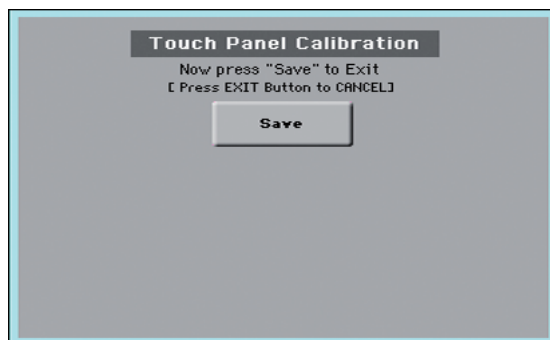 Touch Panel Calibration
Now press "Save" to Exit
[ Press EXIT Button to CANCEL]
Save